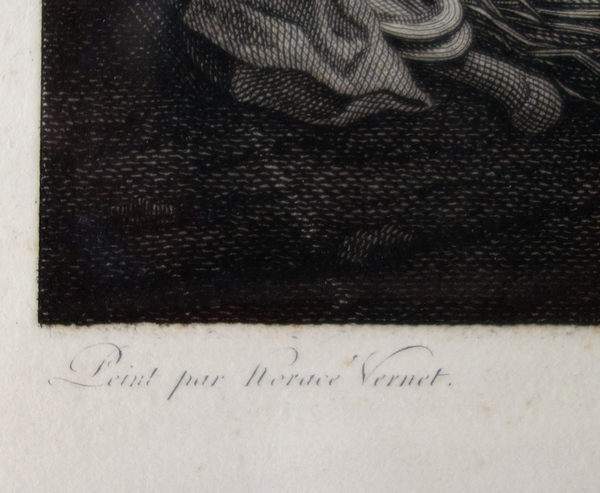 Peint par Horace Vernet.